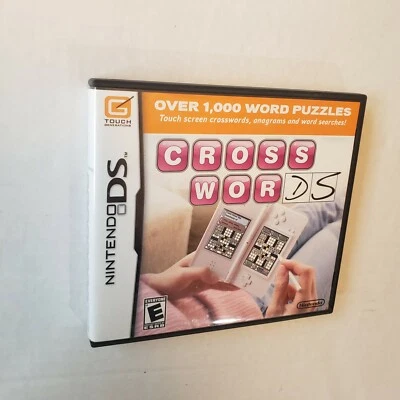 TOUCH
GENERATIONS
NINTENDO DS™
OVER 1,000 WORD PUZZLES
Touch screen crosswords, anagrams and word searches!
CROSS
WORDS
EVERYONE
E
ESRB
Nintendo